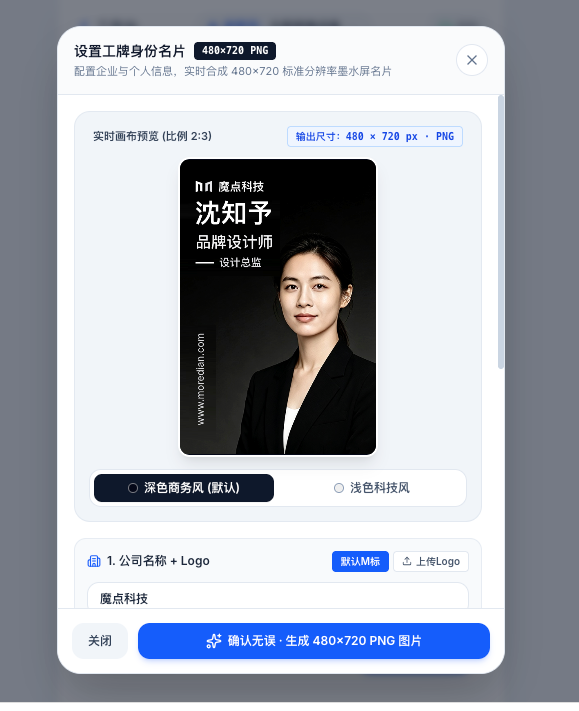 设置工牌身份名片 480×720 PNG
配置企业与个人信息，实时合成 480×720 标准分辨率墨水屏名片
实时画布预览 (比例 2:3)
输出尺寸: 480 × 720 px · PNG
魔点科技
沈知予
品牌设计师
设计总监
www.moredian.com
深色商务风 (默认)
浅色科技风
1. 公司名称 + Logo
默认M标
上传Logo
魔点科技
关闭
确认无误 · 生成 480×720 PNG 图片